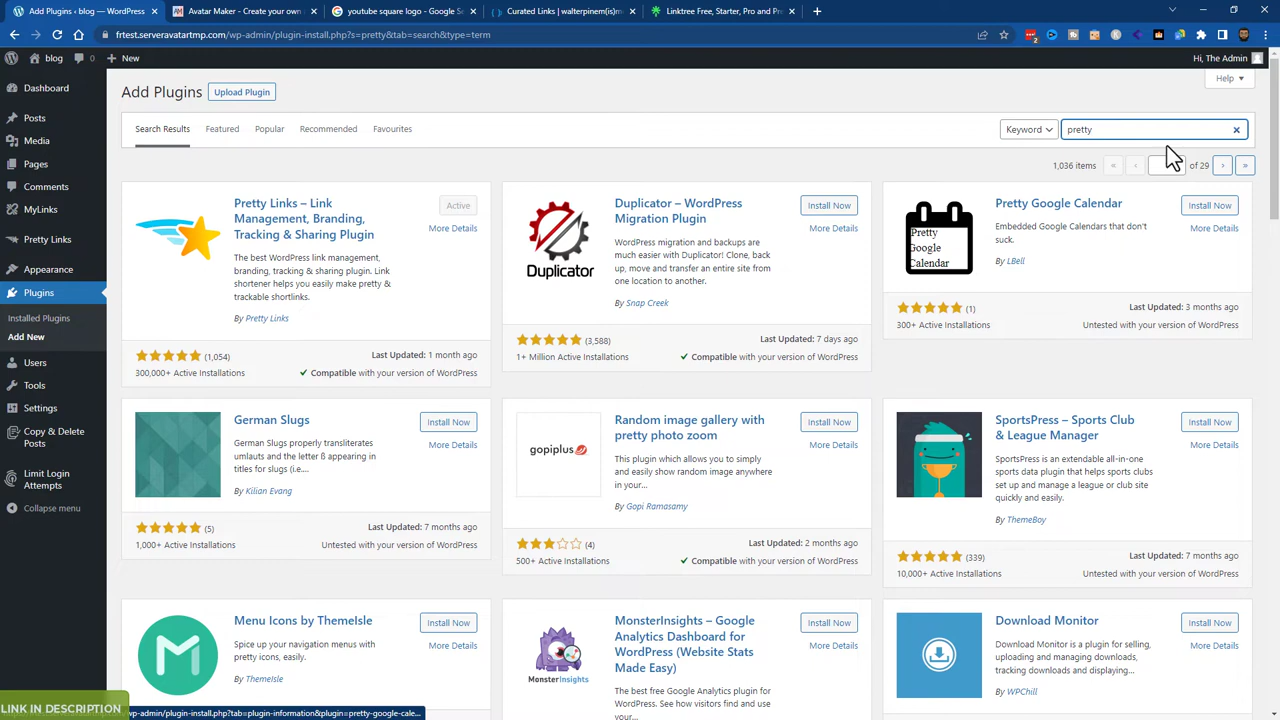 Add Plugins ‹ blog — WordPress
Avatar Maker - Create your own
youtube square logo - Google Se
Curated Links | walterpinem(is)m
Linktree Free, Starter, Pro and Pr
frtest.serveravatartmp.com/wp-admin/plugin-install.php?s=pretty&tab=search&type=term
blog
0
New
Hi, The Admin
Dashboard
Posts
Media
Pages
Comments
MyLinks
Pretty Links
Appearance
Plugins
Installed Plugins
Add New
Users
Tools
Settings
Copy & Delete
Posts
Limit Login
Attempts
Collapse menu
Help
Add Plugins
Upload Plugin
Search Results
Featured
Popular
Recommended
Favourites
Keyword
pretty
1,036 items
«
‹
of 29
›
»
Pretty Links – Link
Management, Branding,
Tracking & Sharing Plugin
Active
More Details
The best WordPress link management,
branding, tracking & sharing plugin. Link
shortener helps you easily make pretty &
trackable shortlinks.
By Pretty Links
(1,054)
300,000+ Active Installations
Last Updated: 1 month ago
Compatible with your version of WordPress
Duplicator
Duplicator – WordPress
Migration Plugin
Install Now
More Details
WordPress migration and backups are
much easier with Duplicator! Clone, back
up, move and transfer an entire site from
one location to another.
By Snap Creek
(3,588)
1+ Million Active Installations
Last Updated: 7 days ago
Compatible with your version of WordPress
Pretty
Google
Calendar
Pretty Google Calendar
Install Now
More Details
Embedded Google Calendars that don't
suck.
By LBell
(1)
300+ Active Installations
Last Updated: 3 months ago
Untested with your version of WordPress
German Slugs
Install Now
More Details
German Slugs properly transliterates
umlauts and the letter ß appearing in
titles for slugs (i.e....
By Kilian Evang
(5)
1,000+ Active Installations
Last Updated: 7 months ago
Untested with your version of WordPress
gopiplus
Random image gallery with
pretty photo zoom
Install Now
More Details
This plugin which allows you to simply
and easily show random image anywhere
in your...
By Gopi Ramasamy
(4)
500+ Active Installations
Last Updated: 2 months ago
Compatible with your version of WordPress
SportsPress – Sports Club
& League Manager
Install Now
More Details
SportsPress is an extendable all-in-one
sports data plugin that helps sports clubs
set up and manage a league or club site
quickly and easily.
By ThemeBoy
(339)
10,000+ Active Installations
Last Updated: 7 months ago
Untested with your version of WordPress
M
Menu Icons by ThemeIsle
Install Now
More Details
Spice up your navigation menus with
pretty icons, easily.
By ThemeIsle
MonsterInsights
MonsterInsights – Google
Analytics Dashboard for
WordPress (Website Stats
Made Easy)
Install Now
More Details
The best free Google Analytics plugin for
WordPress. See how visitors find and use
your...
Download Monitor
Install Now
More Details
Download Monitor is a plugin for selling,
uploading and managing downloads,
tracking downloads and displaying...
By WPChill
LINK IN DESCRIPTION
wp-admin/plugin-install.php?tab=plugin-information&plugin=pretty-google-cale...